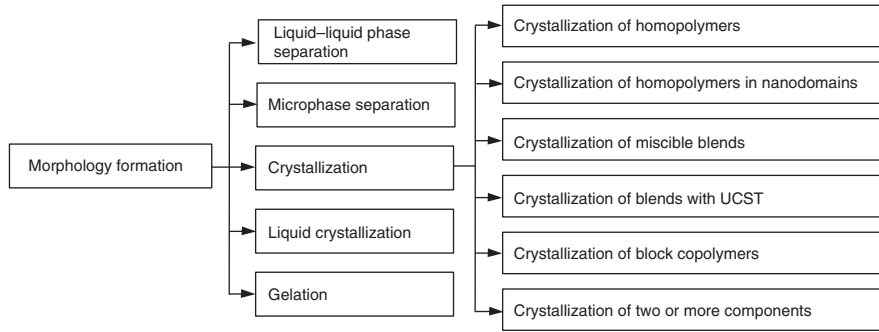 Morphology formation
Liquid–liquid phase
separation
Microphase separation
Crystallization
Liquid crystallization
Gelation
Crystallization of homopolymers
Crystallization of homopolymers in nanodomains
Crystallization of miscible blends
Crystallization of blends with UCST
Crystallization of block copolymers
Crystallization of two or more components